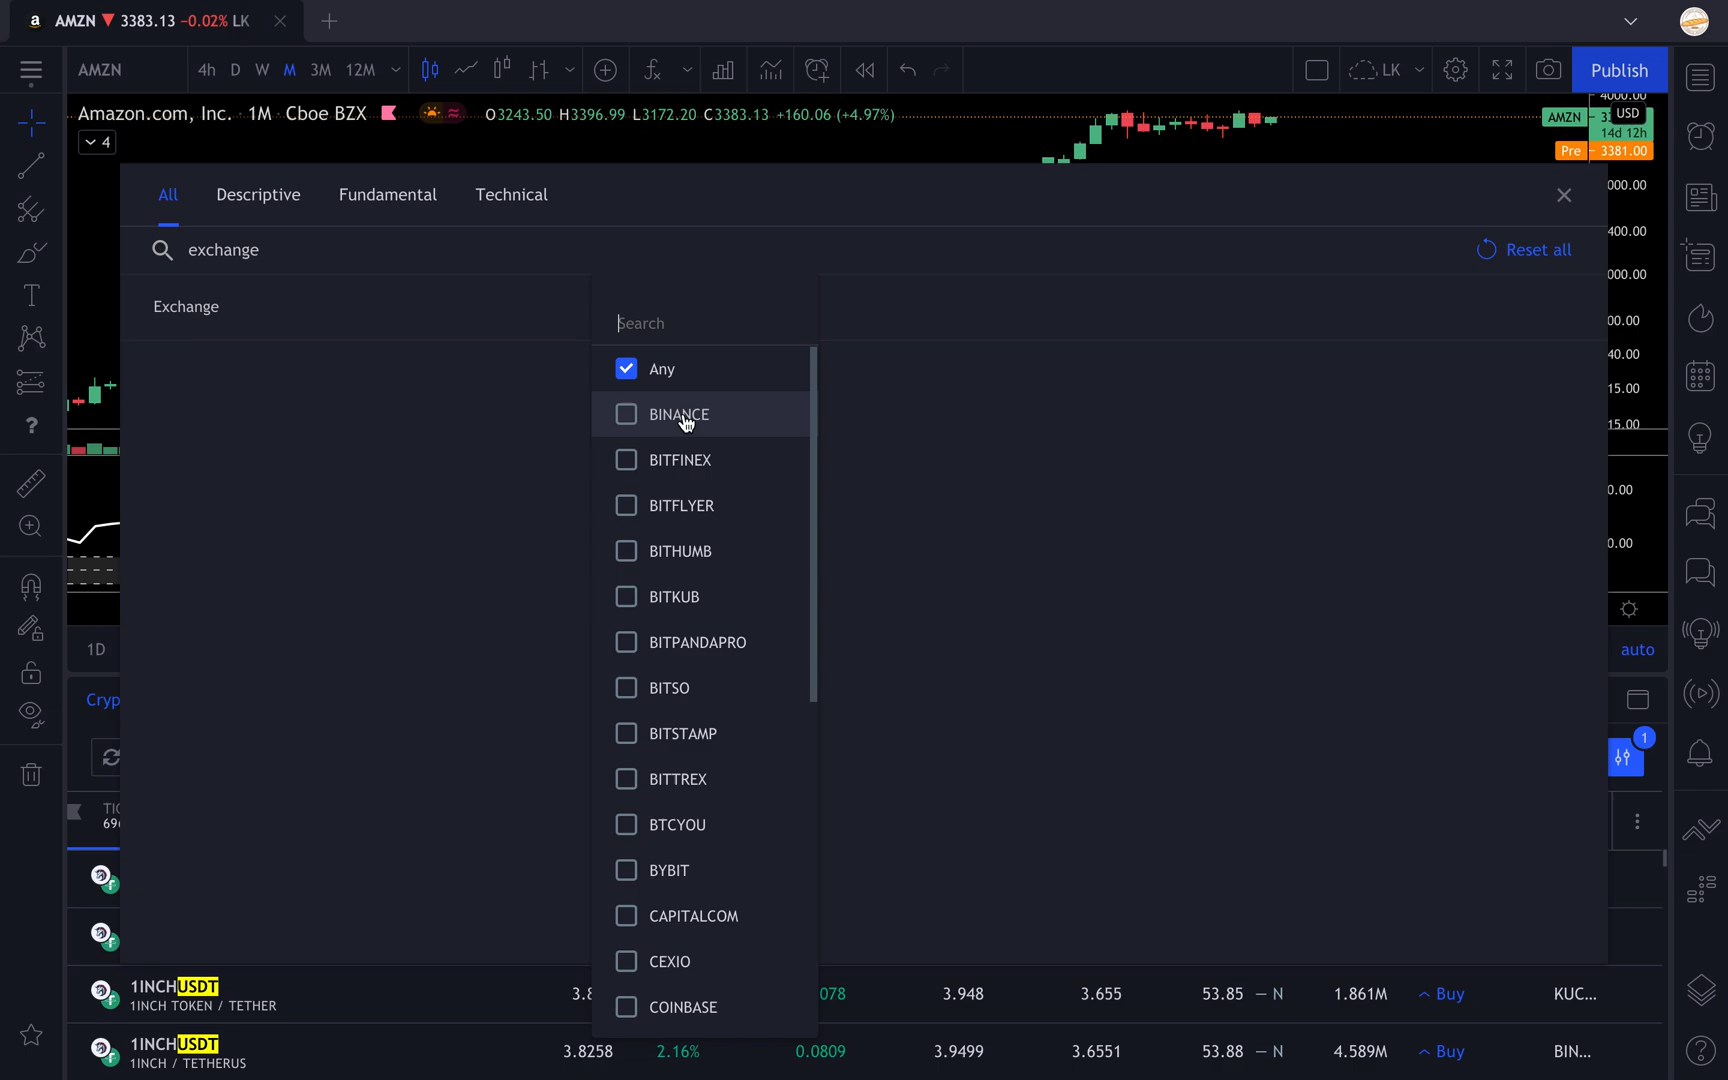 AMZN ▼ 3383.13 −0.02% LK
AMZN 4h D W M 3M 12M LK Publish
Amazon.com, Inc. 1M · Cboe BZX O3243.50 H3396.99 L3172.20 C3383.13 +160.06 (+4.97%)
4000.00
USD
AMZN
14d 12h
4
Pre 3381.00
All Descriptive Fundamental Technical
exchange Reset all
Exchange
Search
Any
BINANCE
BITFINEX
BITFLYER
BITHUMB
BITKUB
BITPANDAPRO
BITSO
BITSTAMP
BITTREX
BTCYOU
BYBIT
CAPITALCOM
CEXIO
COINBASE
1D auto
Cryp
1
1INCHUSDT
1INCH TOKEN / TETHER
3.948 3.655 53.85 — N 1.861M Buy KUC...
1INCHUSDT
1INCH / TETHERUS
3.8258 2.16% 0.0809 3.9499 3.6551 53.88 — N 4.589M Buy BIN...